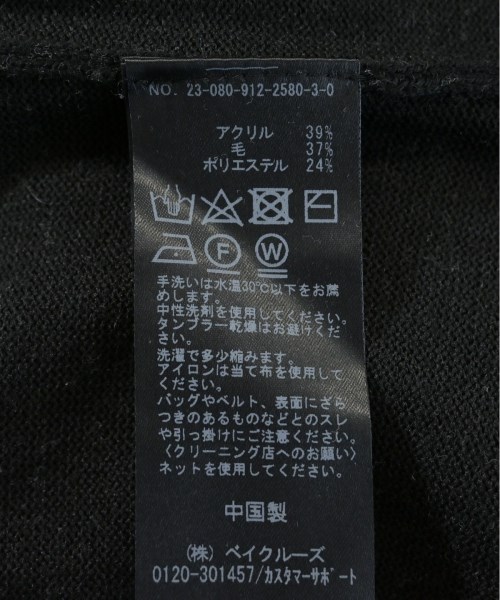 NO. 23-080-912-2580-3-0
アクリル 39%
毛 37%
ポリエステル 24%
F W
手洗いは水温30℃以下をお薦
めします。
中性洗剤を使用してください。
タンブラー乾燥はお避けくだ
さい。
洗濯で多少縮みます。
アイロンは当て布を使用して
ください。
バッグやベルト、表面にざら
つきのあるものなどとのスレ
や引っ掛けにご注意ください。
〈クリーニング店へのお願い〉
ネットを使用してください。
中国製
(株) ベイクルーズ
0120-301457/カスタマーサポート